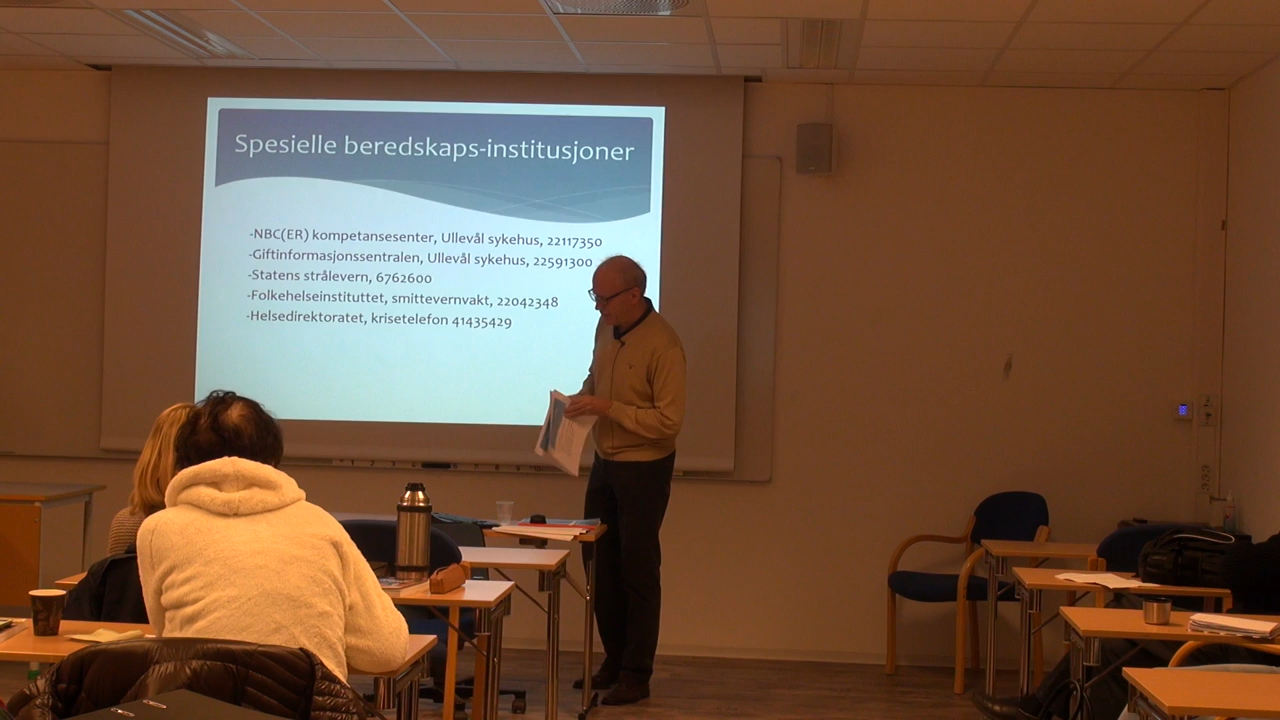 Spesielle beredskaps-institusjoner
-NBC(ER) kompetansesenter, Ullevål sykehus, 22117350
-Giftinformasjonssentralen, Ullevål sykehus, 22591300
-Statens strålevern, 6762600
-Folkehelseinstituttet, smittevernvakt, 22042348
-Helsedirektoratet, krisetelefon 41435429